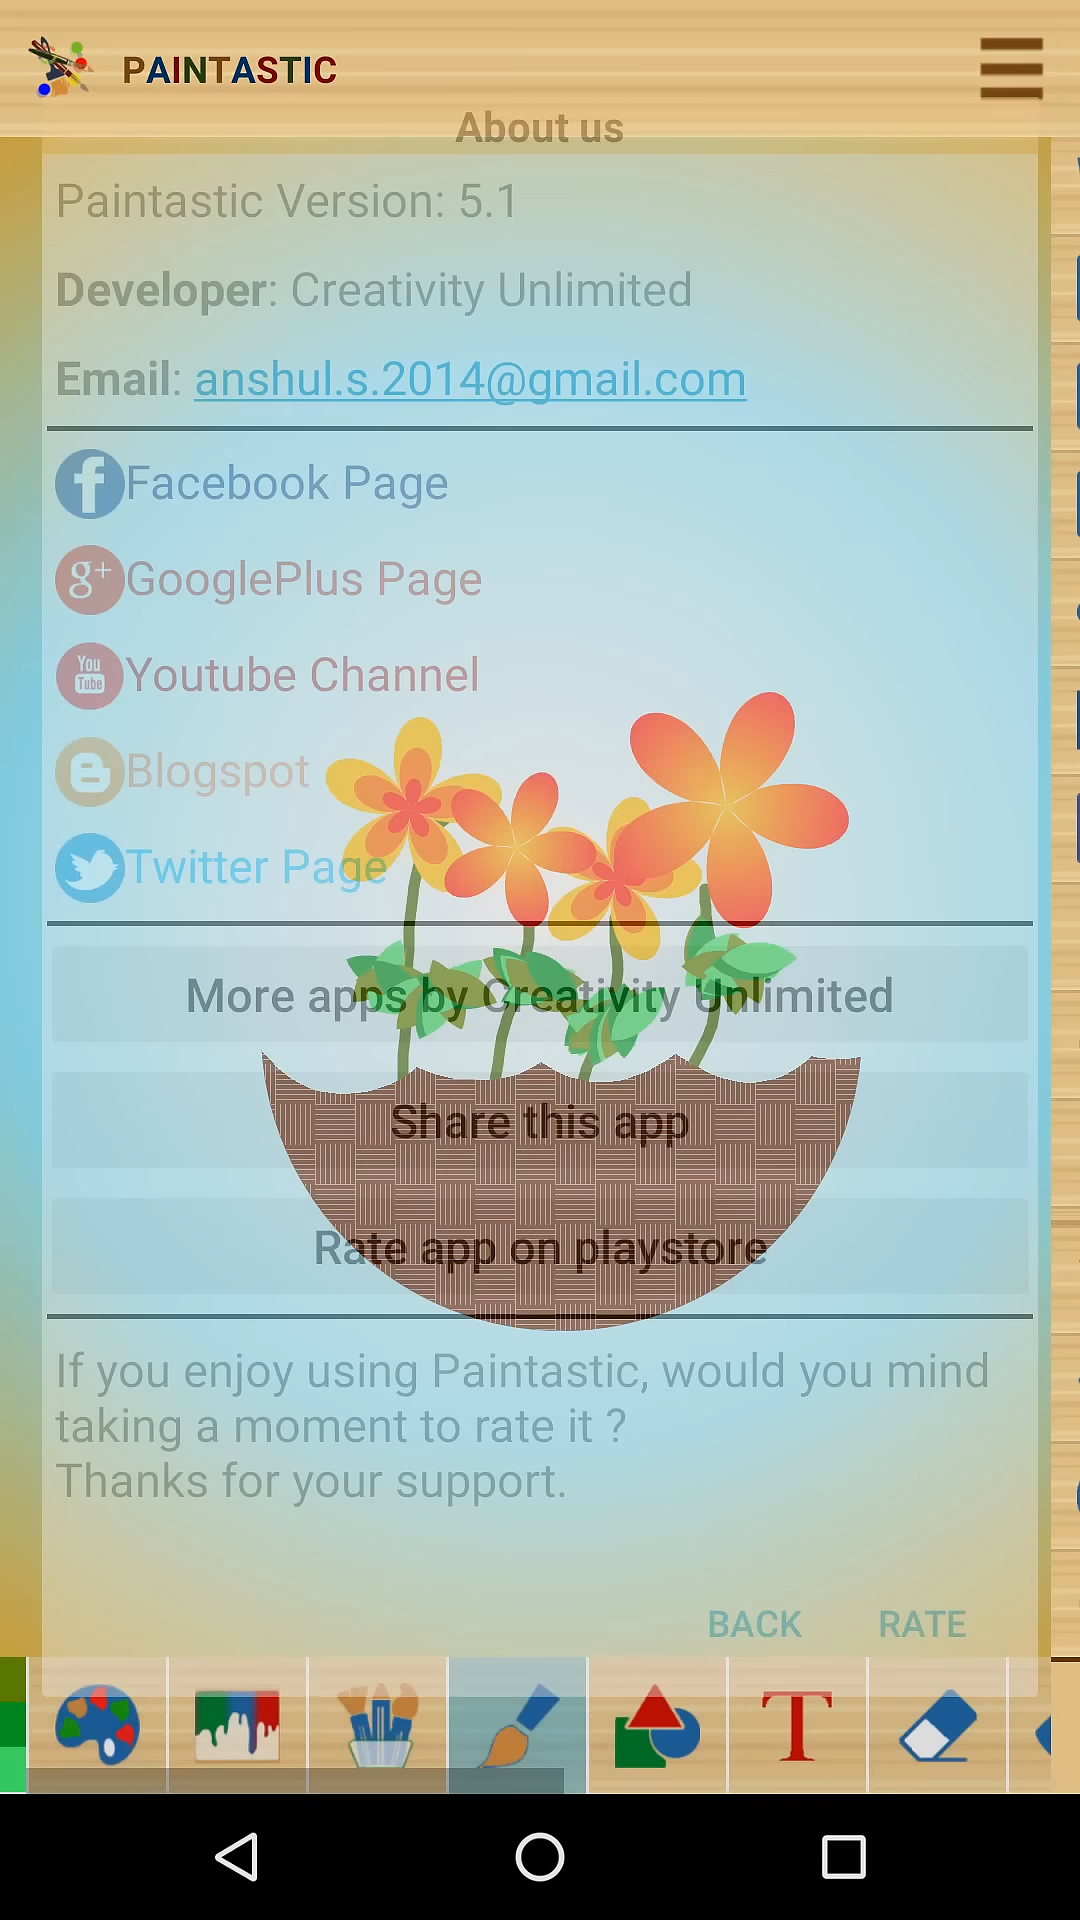 PAINTASTIC
About us
Paintastic Version: 5.1
Developer: Creativity Unlimited
Email: anshul.s.2014@gmail.com
f Facebook Page
g+ GooglePlus Page
You Tube Youtube Channel
Blogspot
Twitter Page
More apps by Creativity Unlimited
Share this app
Rate app on playstore
If you enjoy using Paintastic, would you mind
taking a moment to rate it ?
Thanks for your support.
BACK RATE
T